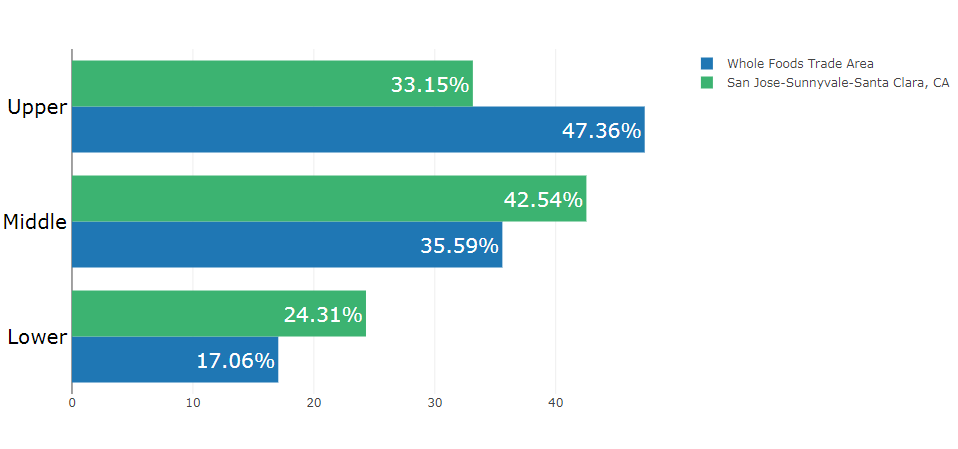 Whole Foods Trade Area
San Jose-Sunnyvale-Santa Clara, CA
Upper
33.15%
47.36%
Middle
42.54%
35.59%
Lower
24.31%
17.06%
0 10 20 30 40